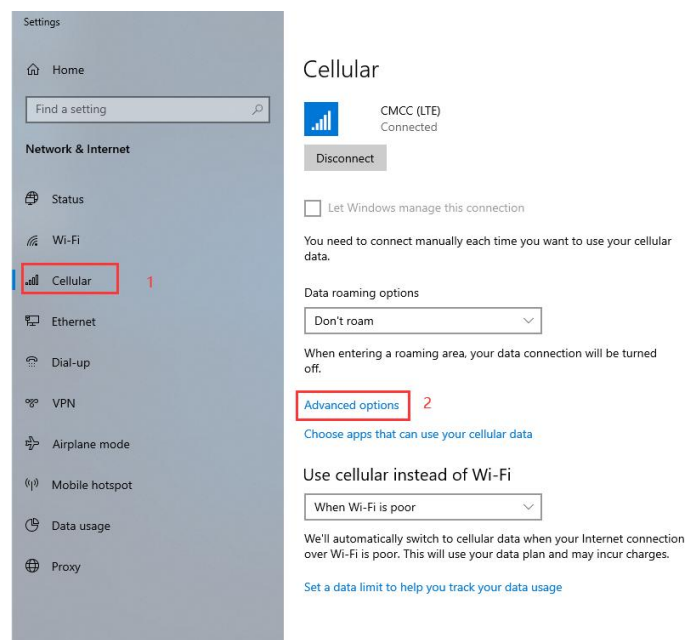 Settings
Home
Find a setting
Network & Internet
Status
Wi-Fi
Cellular
1
Ethernet
Dial-up
VPN
Airplane mode
Mobile hotspot
Data usage
Proxy
Cellular
CMCC (LTE)
Connected
Disconnect
Let Windows manage this connection
You need to connect manually each time you want to use your cellular
data.
Data roaming options
Don't roam
When entering a roaming area, your data connection will be turned
off.
Advanced options
2
Choose apps that can use your cellular data
Use cellular instead of Wi-Fi
When Wi-Fi is poor
We'll automatically switch to cellular data when your Internet connection
over Wi-Fi is poor. This will use your data plan and may incur charges.
Set a data limit to help you track your data usage